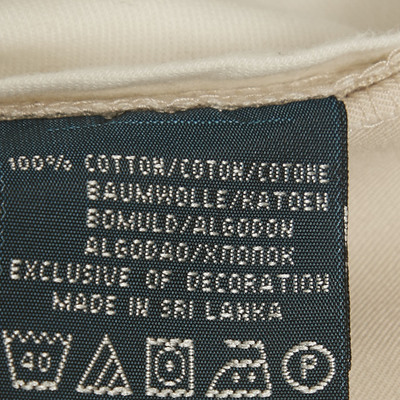 100% COTTON/COTON/COTONE
BAUMWOLLE/KATOEN
BOMULD/ALGODON
ALGODAO/ХЛОПОК
EXCLUSIVE OF DECORATION
MADE IN SRI LANKA
40 P